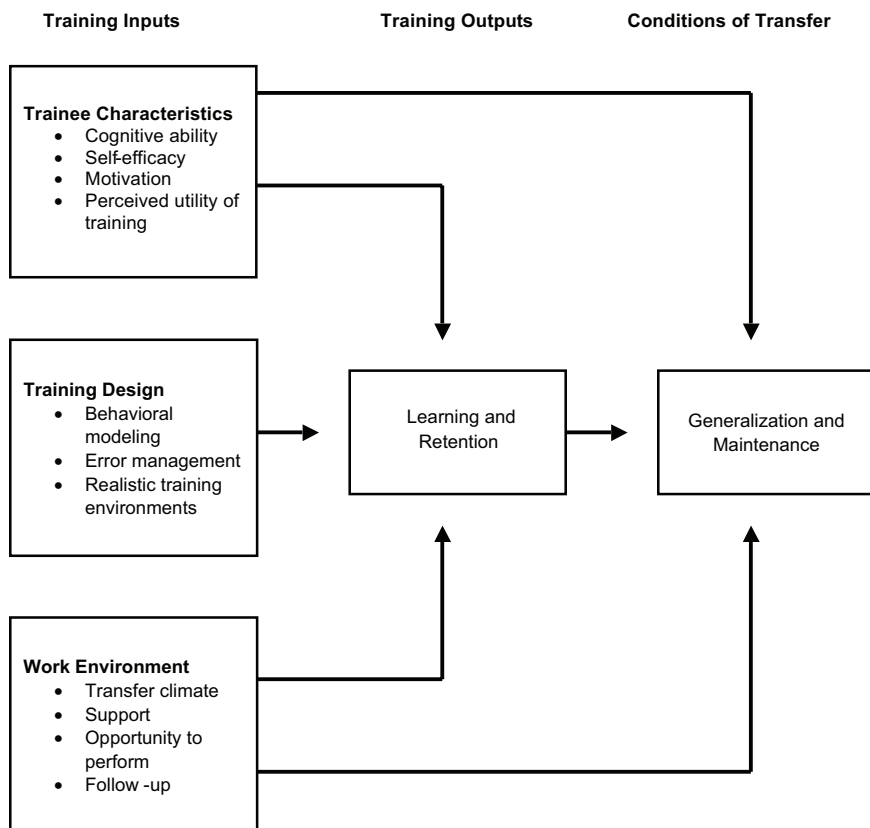 Training Inputs
Training Outputs
Conditions of Transfer
Trainee Characteristics
• Cognitive ability
• Self-efficacy
• Motivation
• Perceived utility of
training
Training Design
• Behavioral
modeling
• Error management
• Realistic training
environments
Learning and
Retention
Generalization and
Maintenance
Work Environment
• Transfer climate
• Support
• Opportunity to
perform
• Follow -up